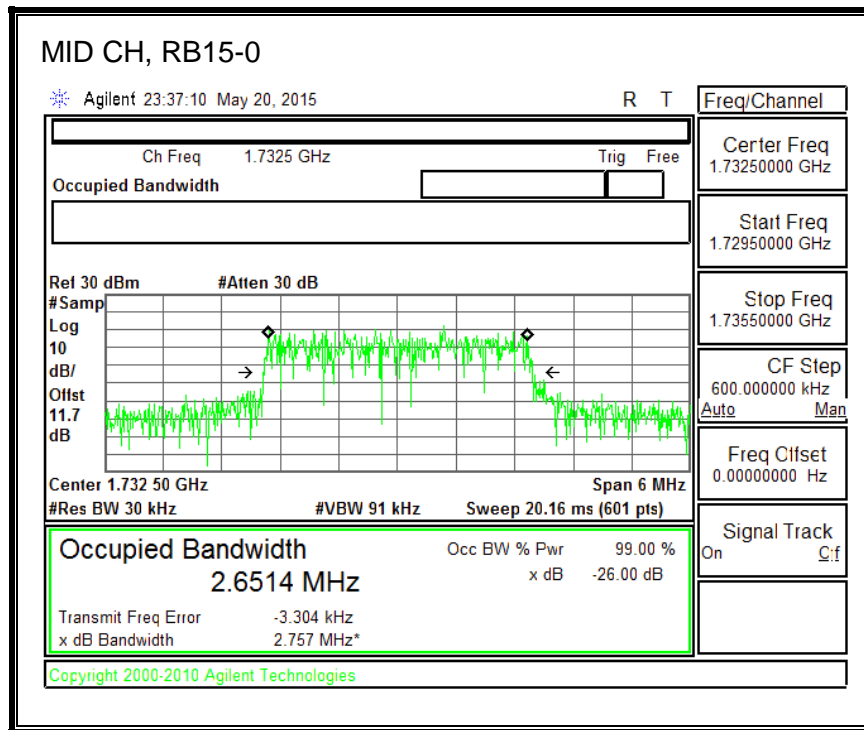 MID CH, RB15-0
Agilent 23:37:10 May 20, 2015
R T
Freq/Channel
Ch Freq 1.7325 GHz
Trig Free
Occupied Bandwidth
Center Freq
1.73250000 GHz
Start Freq
1.72950000 GHz
Stop Freq
1.73550000 GHz
CF Step
600.000000 kHz
Auto Man
Freq Offset
0.00000000 Hz
Signal Track
On Off
Ref 30 dBm #Atten 30 dB
#Samp
Log
10
dB/
Offst
11.7
dB
Center 1.732 50 GHz Span 6 MHz
#Res BW 30 kHz #VBW 91 kHz Sweep 20.16 ms (601 pts)
Occupied Bandwidth
2.6514 MHz
Occ BW % Pwr 99.00 %
x dB -26.00 dB
Transmit Freq Error -3.304 kHz
x dB Bandwidth 2.757 MHz*
Copyright 2000-2010 Agilent Technologies